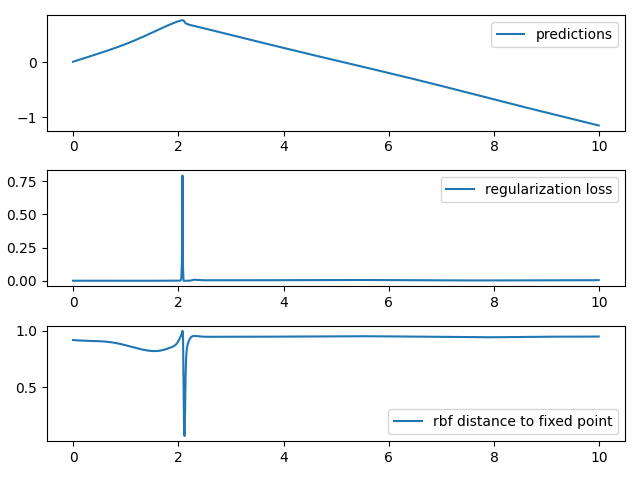 predictions
0
−1
0 2 4 6 8 10
regularization loss
0.75
0.50
0.25
0.00
0 2 4 6 8 10
1.0
0.5
rbf distance to fixed point
0 2 4 6 8 10